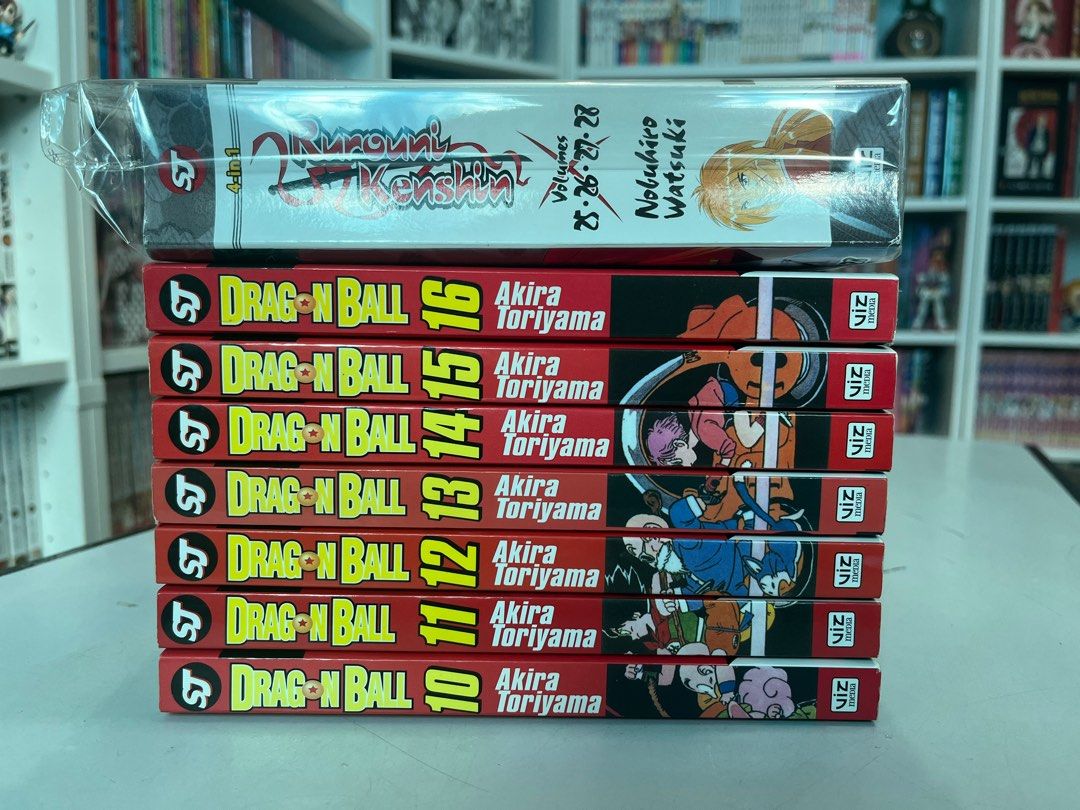 SJ
4-in-1
Rurouni
Kenshin
Volumes
25・26・27・28
Nobuhiro
Watsuki
VIZ
media
SJ
DRAGON BALL
16
Akira
Toriyama
VIZ
media
SJ
DRAGON BALL
15
Akira
Toriyama
VIZ
media
SJ
DRAGON BALL
14
Akira
Toriyama
VIZ
media
SJ
DRAGON BALL
13
Akira
Toriyama
VIZ
media
SJ
DRAGON BALL
12
Akira
Toriyama
VIZ
media
SJ
DRAGON BALL
11
Akira
Toriyama
VIZ
media
SJ
DRAGON BALL
10
Akira
Toriyama
VIZ
media